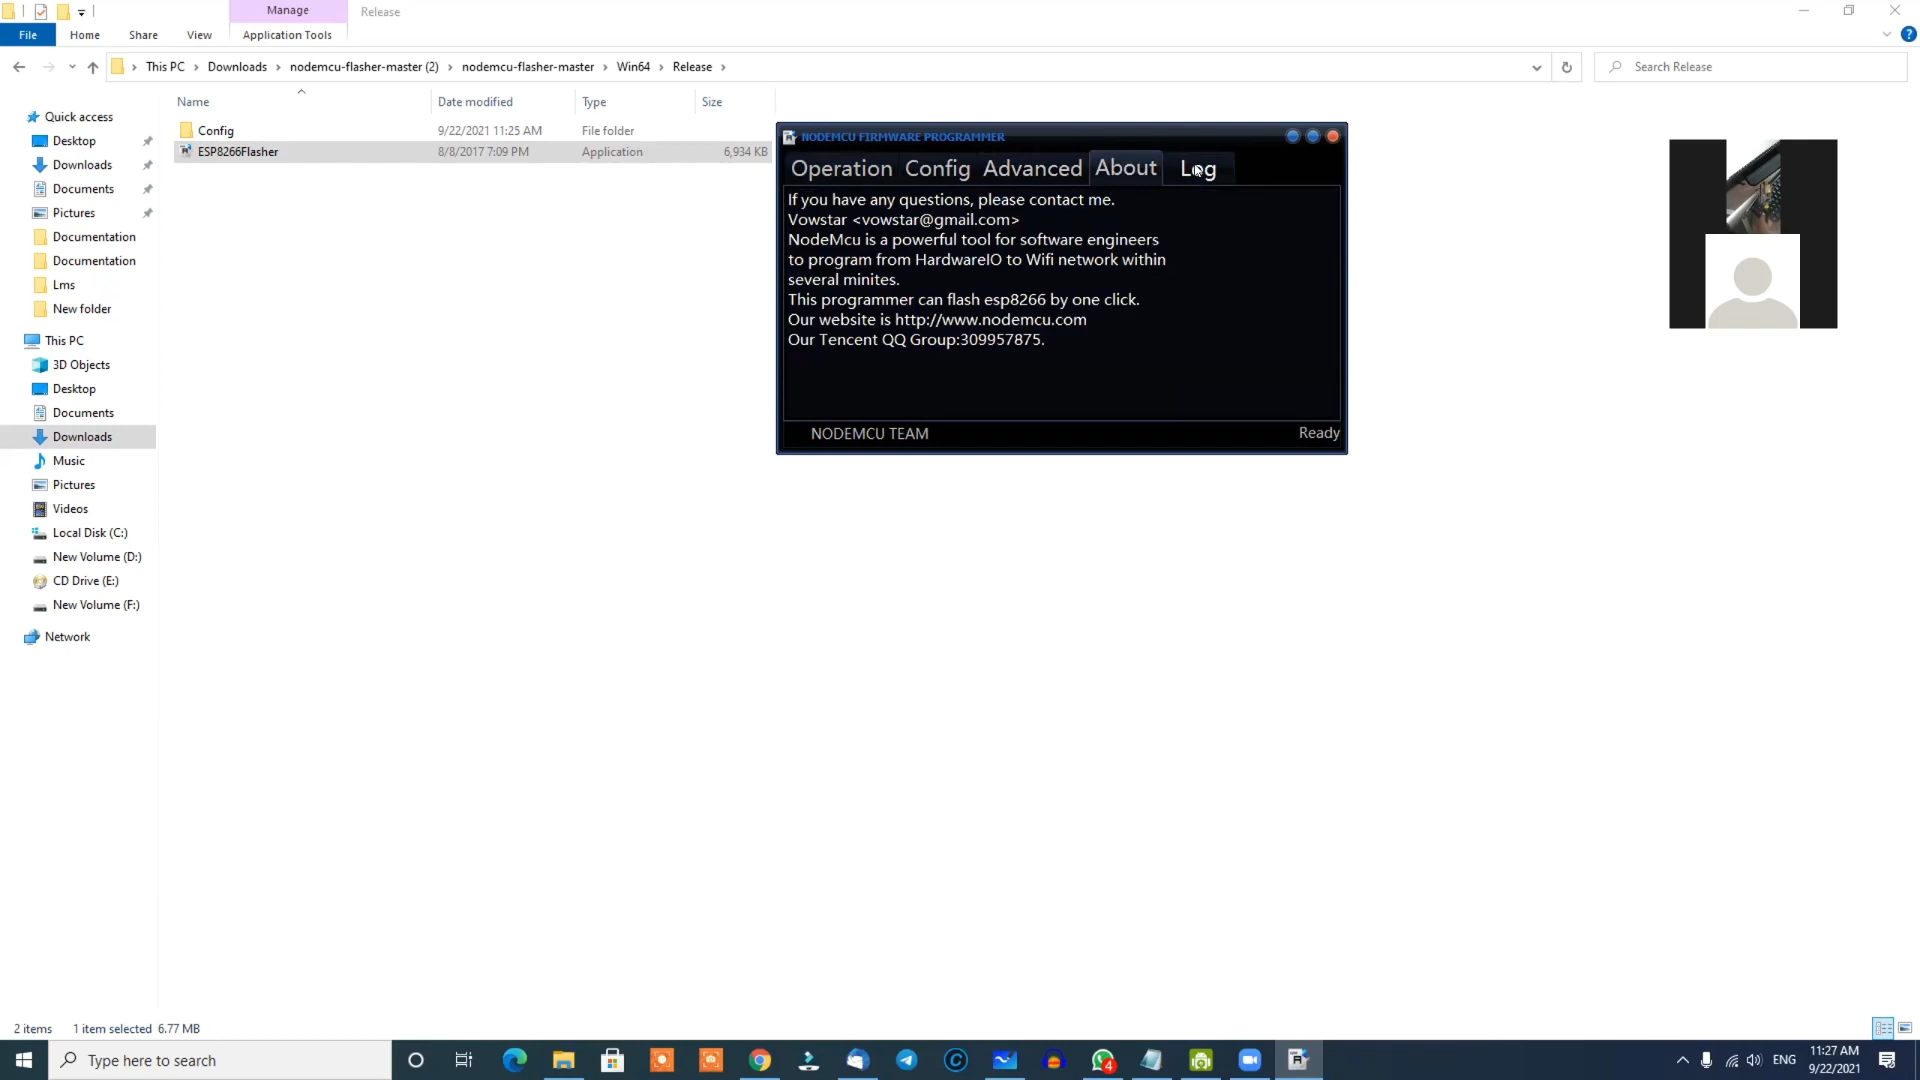 Manage
Release
File
Home
Share
View
Application Tools
This PC > Downloads > nodemcu-flasher-master (2) > nodemcu-flasher-master > Win64 > Release >
Search Release
Name
Date modified
Type
Size
Config
9/22/2021 11:25 AM
File folder
ESP8266Flasher
8/8/2017 7:09 PM
Application
6,934 KB
Quick access
Desktop
Downloads
Documents
Pictures
Documentation
Documentation
Lms
New folder
This PC
3D Objects
Desktop
Documents
Downloads
Music
Pictures
Videos
Local Disk (C:)
New Volume (D:)
CD Drive (E:)
New Volume (F:)
Network
NODEMCU FIRMWARE PROGRAMMER
Operation
Config
Advanced
About
Log
If you have any questions, please contact me.
Vowstar <vowstar@gmail.com>
NodeMcu is a powerful tool for software engineers
to program from HardwareIO to Wifi network within
several minites.
This programmer can flash esp8266 by one click.
Our website is http://www.nodemcu.com
Our Tencent QQ Group:309957875.
NODEMCU TEAM
Ready
2 items
1 item selected 6.77 MB
Type here to search
4
ENG
11:27 AM
9/22/2021